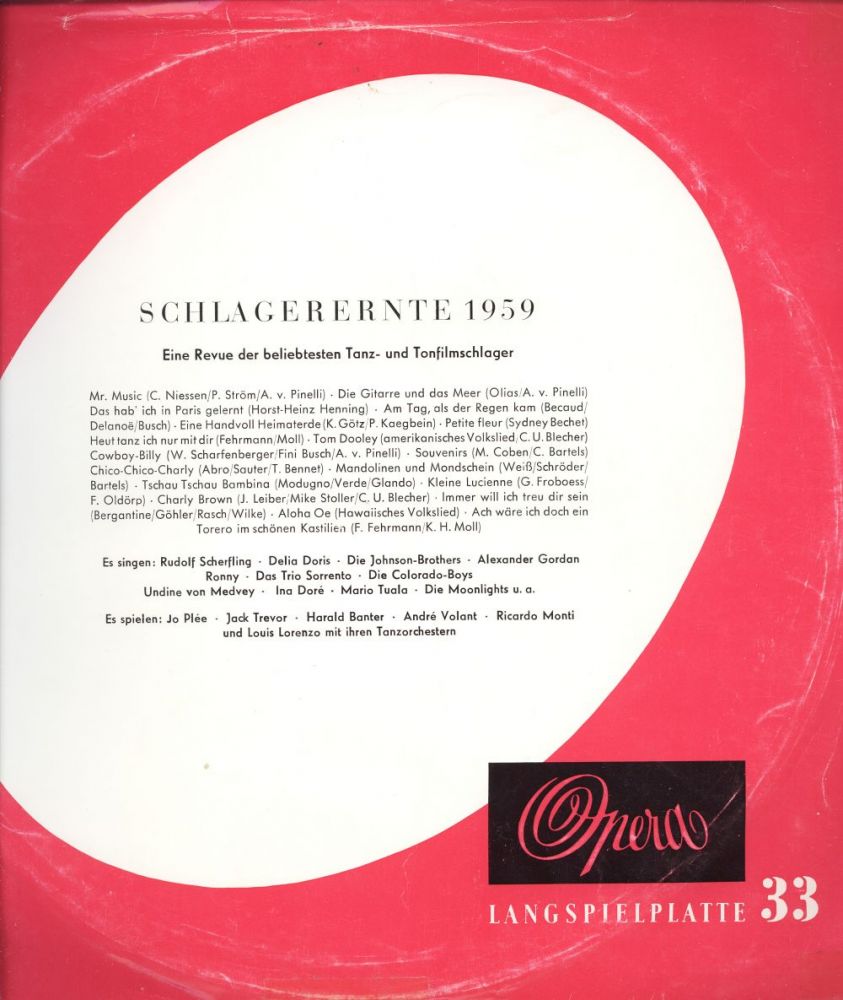 SCHLAGERERNTE 1959
Eine Revue der beliebtesten Tanz- und Tonfilmschlager
Mr. Music (C. Niessen/P. Ström/A. v. Pinelli) · Die Gitarre und das Meer (Olias/A. v. Pinelli)
Das hab' ich in Paris gelernt (Horst-Heinz Henning) · Am Tag, als der Regen kam (Becaud/
Delanoë/Busch) · Eine Handvoll Heimaterde (K. Götz/P. Kaegbein) · Petite fleur (Sydney Bechet)
Heut tanz ich nur mit dir (Fehrmann/Moll) · Tom Dooley (amerikanisches Volkslied/C. U. Blecher)
Cowboy-Billy (W. Scharfenberger/Fini Busch/A. v. Pinelli) · Souvenirs (M. Coben/C. Bartels)
Chico-Chico-Charly (Abro/Sauter/T. Bennet) · Mandolinen und Mondschein (Weiß/Schröder/
Bartels) · Tschau Tschau Bambina (Modugno/Verde/Glando) · Kleine Lucienne (G. Froboess/
F. Oldörp) · Charly Brown (J. Leiber/Mike Stoller/C. U. Blecher) · Immer will ich treu dir sein
(Bergantine/Göhler/Rasch/Wilke) · Aloha Oe (Hawaiisches Volkslied) · Ach wäre ich doch ein
Torero im schönen Kastilien (F. Fehrmann/K. H. Moll)
Es singen: Rudolf Scherfling · Delia Doris · Die Johnson-Brothers · Alexander Gordan
Ronny · Das Trio Sorrento · Die Colorado-Boys
Undine von Medvey · Ina Doré · Mario Tuala · Die Moonlights u. a.
Es spielen: Jo Plée · Jack Trevor · Harald Banter · André Volant · Ricardo Monti
und Louis Lorenzo mit ihren Tanzorchestern
Opera
LANGSPIELPLATTE 33